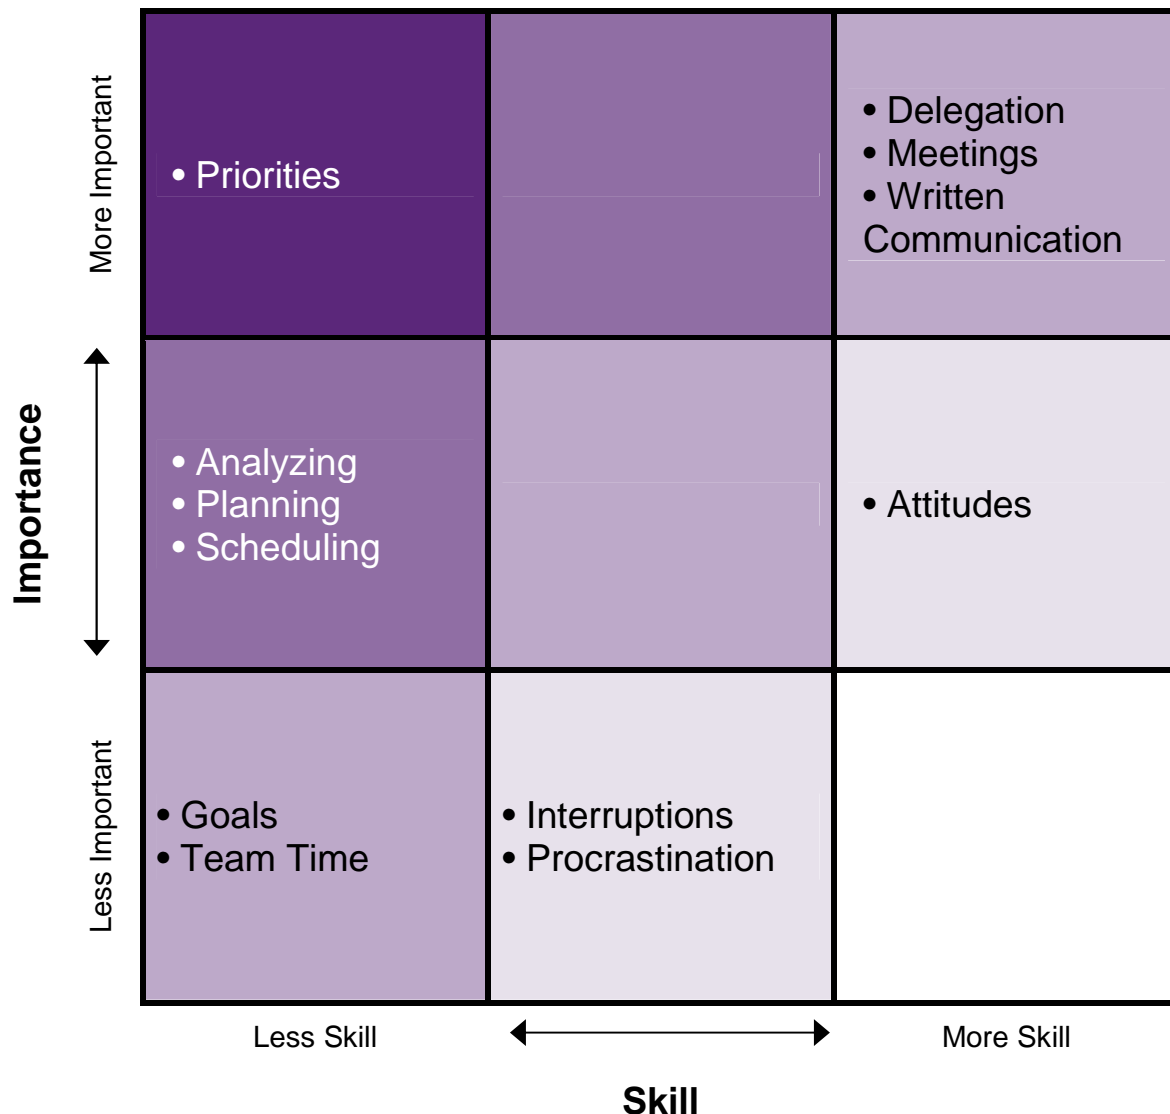 More Important
• Priorities
• Delegation
• Meetings
• Written
Communication
Importance
• Analyzing
• Planning
• Scheduling
• Attitudes
Less Important
• Goals
• Team Time
• Interruptions
• Procrastination
Less Skill
More Skill
Skill